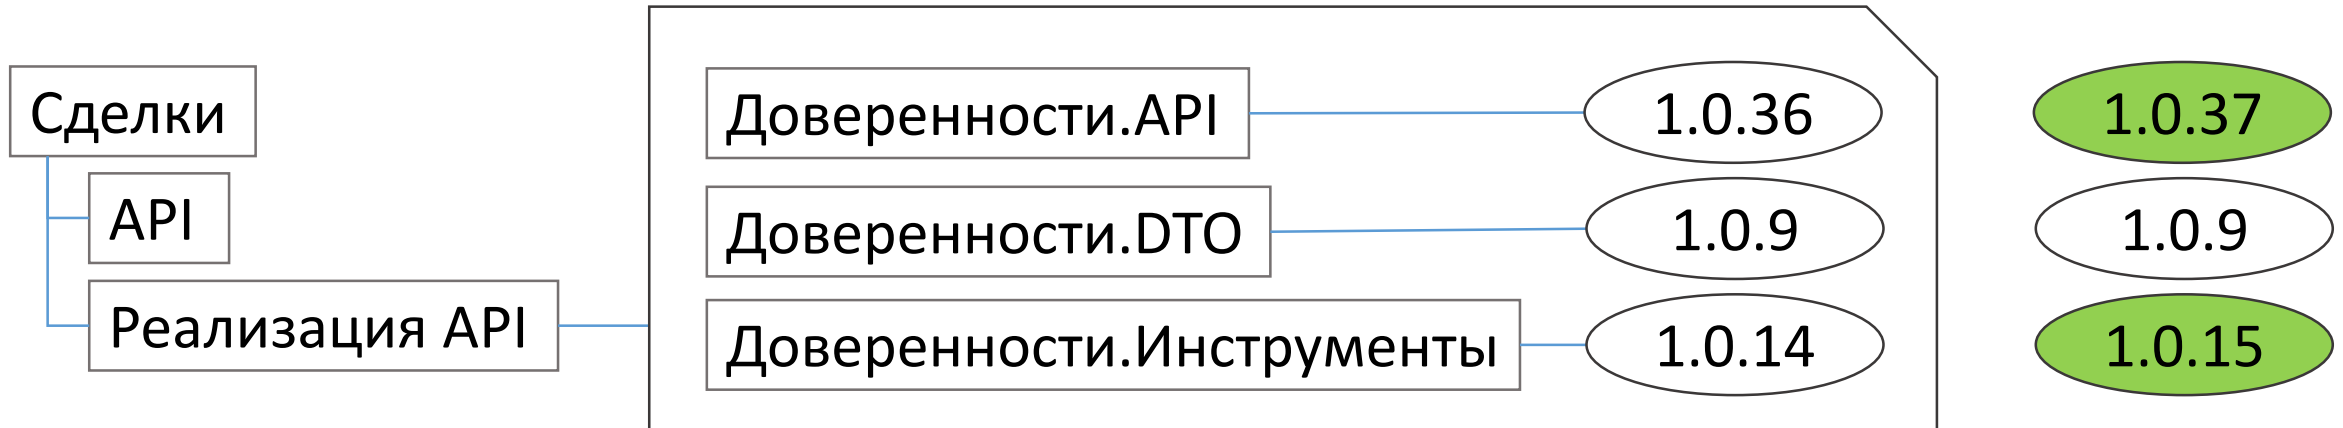 Сделки
API
Реализация API
Доверенности.API 1.0.36 1.0.37
Доверенности.DTO 1.0.9 1.0.9
Доверенности.Инструменты 1.0.14 1.0.15